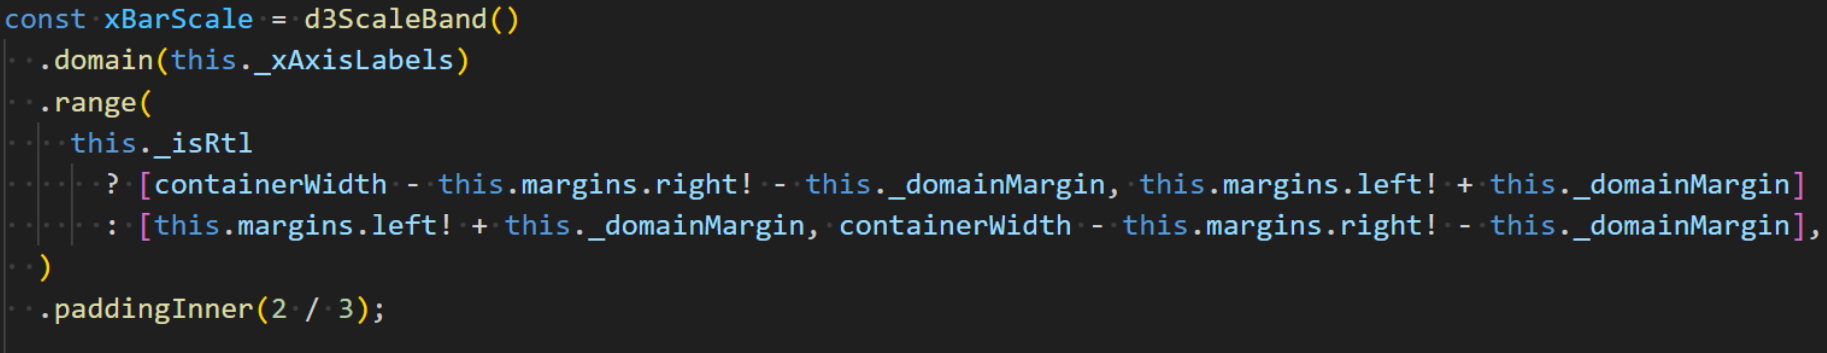 const xBarScale = d3ScaleBand()
.domain(this._xAxisLabels)
.range(
this._isRtl
? [containerWidth - this.margins.right! - this._domainMargin, this.margins.left! + this._domainMargin]
: [this.margins.left! + this._domainMargin, containerWidth - this.margins.right! - this._domainMargin],
)
.paddingInner(2 / 3);